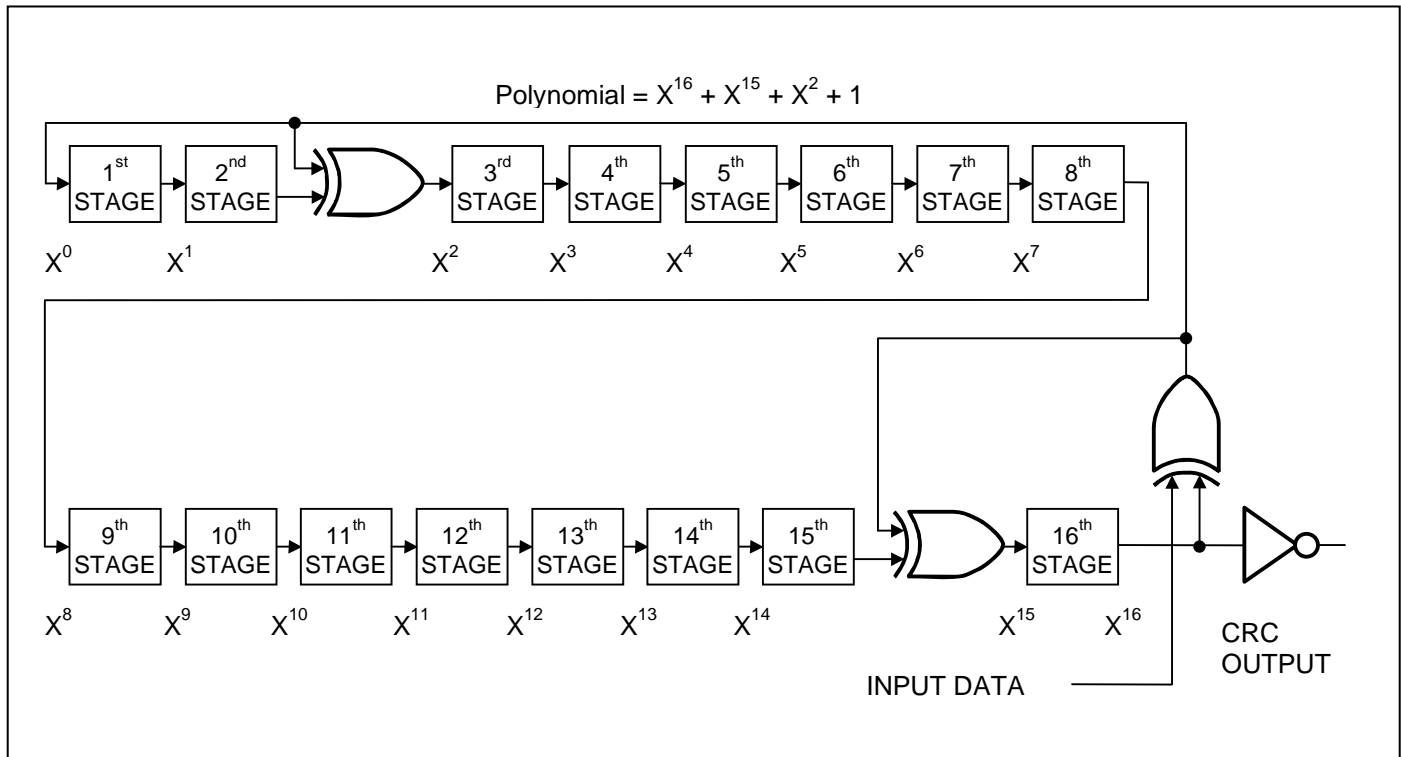 Polynomial = X¹⁶ + X¹⁵ + X² + 1
1ˢᵗ STAGE
2ⁿᵈ STAGE
3ʳᵈ STAGE
4ᵗʰ STAGE
5ᵗʰ STAGE
6ᵗʰ STAGE
7ᵗʰ STAGE
8ᵗʰ STAGE
X⁰ X¹ X² X³ X⁴ X⁵ X⁶ X⁷
9ᵗʰ STAGE
10ᵗʰ STAGE
11ᵗʰ STAGE
12ᵗʰ STAGE
13ᵗʰ STAGE
14ᵗʰ STAGE
15ᵗʰ STAGE
16ᵗʰ STAGE
X⁸ X⁹ X¹⁰ X¹¹ X¹² X¹³ X¹⁴ X¹⁵ X¹⁶
CRC
OUTPUT
INPUT DATA